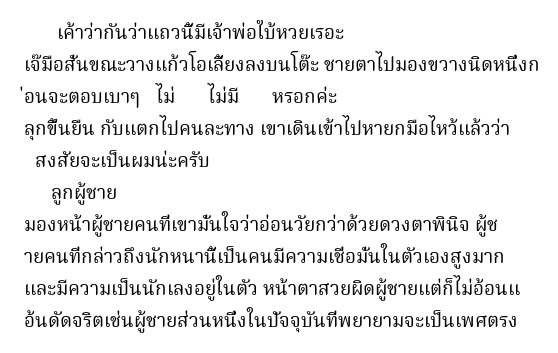 เค้าว่ากันว่าแถวนี้มีเจ้าพ่อใบ้หวยเรอะ
เจ๊มือสั่นขณะวางแก้วโอเลี้ยงลงบนโต๊ะ ชายตาไปมองขวางนิดหนึ่งก
่อนจะตอบเบาๆ ไม่ ไม่มี หรอกค่ะ
ลุกขึ้นยืน กับแตกไปคนละทาง เขาเดินเข้าไปหายกมือไหว้แล้วว่า
สงสัยจะเป็นผมน่ะครับ
ลูกผู้ชาย
มองหน้าผู้ชายคนที่เขามั่นใจว่าอ่อนวัยกว่าด้วยดวงตาพินิจ ผู้ช
ายคนที่กล่าวถึงนักหนานี้เป็นคนมีความเชื่อมั่นในตัวเองสูงมาก
และมีความเป็นนักเลงอยู่ในตัว หน้าตาสวยผิดผู้ชายแต่ก็ไม่อ้อนแ
อ้นดัดจริตเช่นผู้ชายส่วนหนึ่งในปัจจุบันที่พยายามจะเป็นเพศตรง